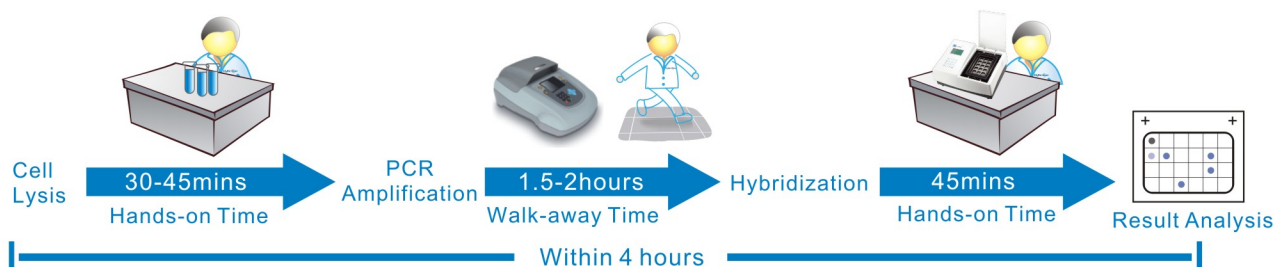 Cell
Lysis
30-45mins
Hands-on Time
PCR
Amplification
1.5-2hours
Walk-away Time
Hybridization
45mins
Hands-on Time
Result Analysis
Within 4 hours